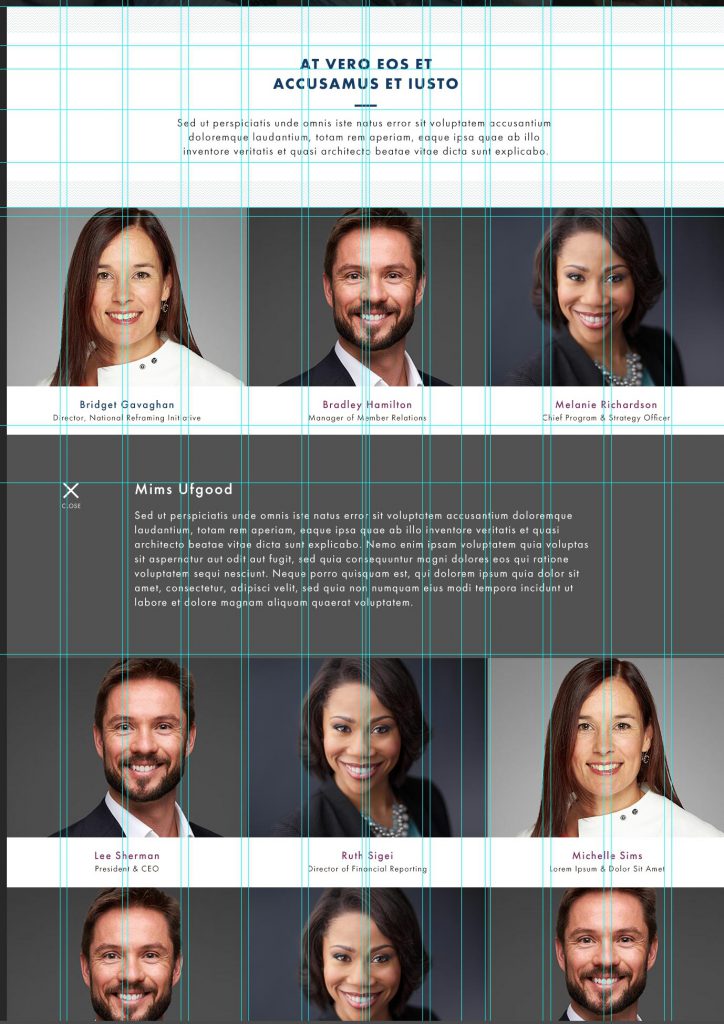 AT VERO EOS ET
ACCUSAMUS ET IUSTO
Sed ut perspiciatis unde omnis iste natus error sit voluptatem accusantium
doloremque laudantium, totam rem aperiam, eaque ipsa quae ab illo
inventore veritatis et quasi architecto beatae vitae dicta sunt explicabo.
Bridget Gavaghan
Director, National Reframing Initiative
Bradley Hamilton
Manager of Member Relations
Melanie Richardson
Chief Program & Strategy Officer
CLOSE
Mims Ufgood
Sed ut perspiciatis unde omnis iste natus error sit voluptatem accusantium doloremque
laudantium, totam rem aperiam, eaque ipsa quae ab illo inventore veritatis et quasi
architecto beatae vitae dicta sunt explicabo. Nemo enim ipsam voluptatem quia voluptas
sit aspernatur aut odit aut fugit, sed quia consequuntur magni dolores eos qui ratione
voluptatem sequi nesciunt. Neque porro quisquam est, qui dolorem ipsum quia dolor sit
amet, consectetur, adipisci velit, sed quia non numquam eius modi tempora incidunt ut
labore et dolore magnam aliquam quaerat voluptatem.
Lee Sherman
President & CEO
Ruth Sigei
Director of Financial Reporting
Michelle Sims
Lorem Ipsum & Dolor Sit Amet